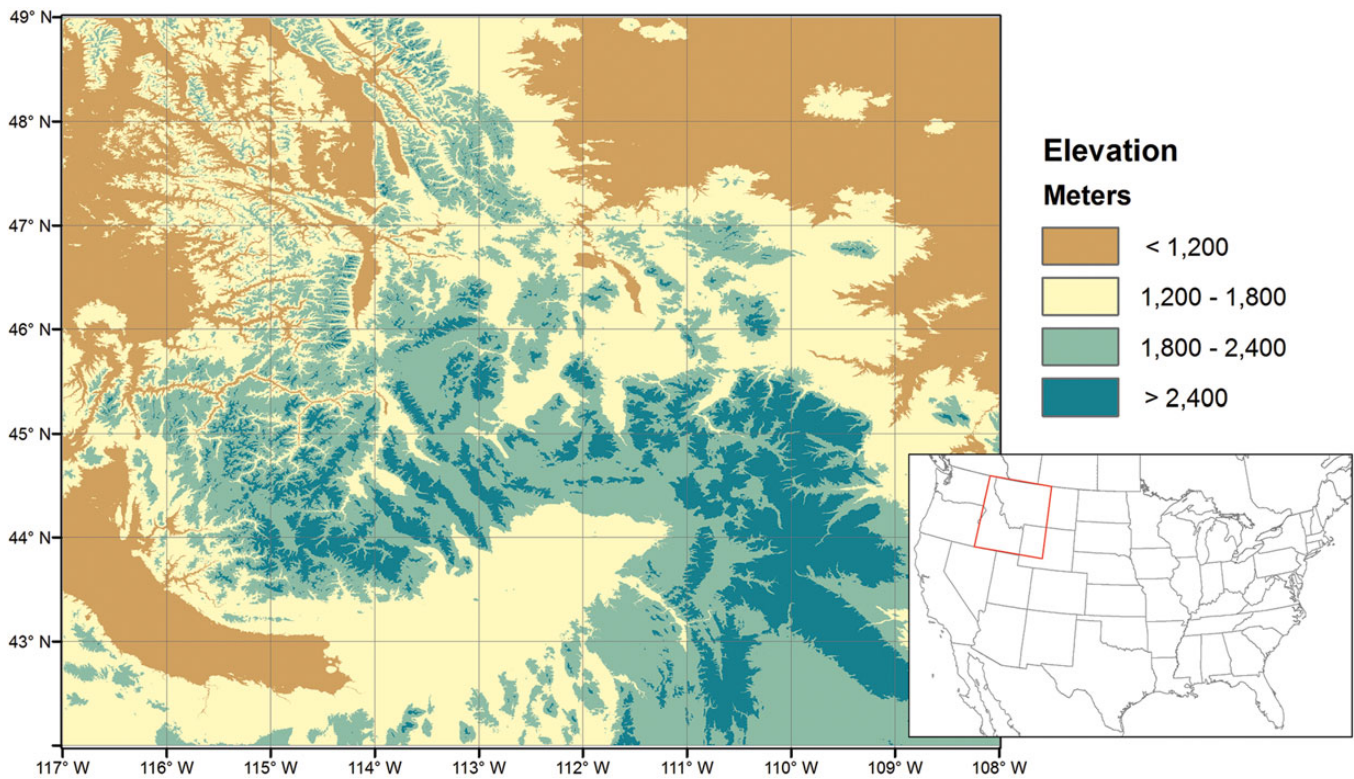 49° N
48° N
47° N
46° N
45° N
44° N
43° N
117° W 116° W 115° W 114° W 113° W 112° W 111° W 110° W 109° W 108° W
Elevation
Meters
< 1,200
1,200 - 1,800
1,800 - 2,400
> 2,400